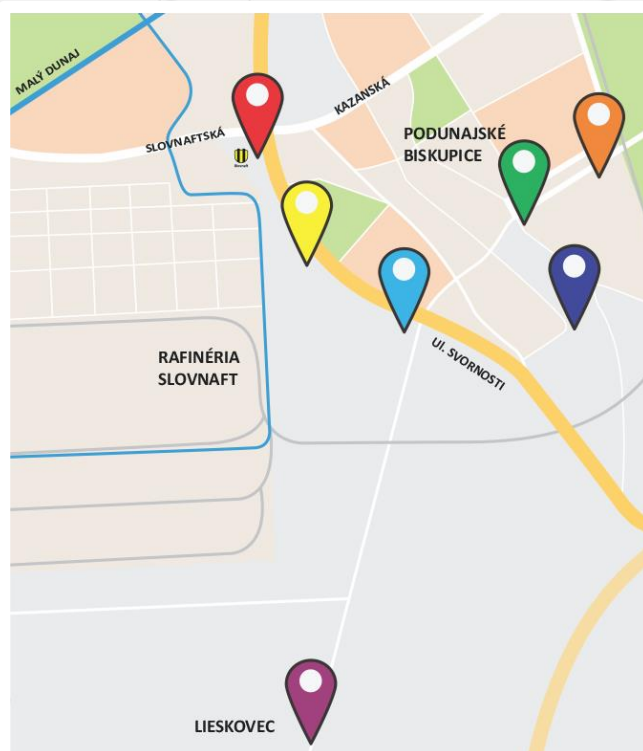 MALÝ DUNAJ
SLOVNAFTSKÁ
KAZANSKÁ
PODUNAJSKÉ
BISKUPICE
RAFINÉRIA
SLOVNAFT
Ul. SVORNOSTI
LIESKOVEC